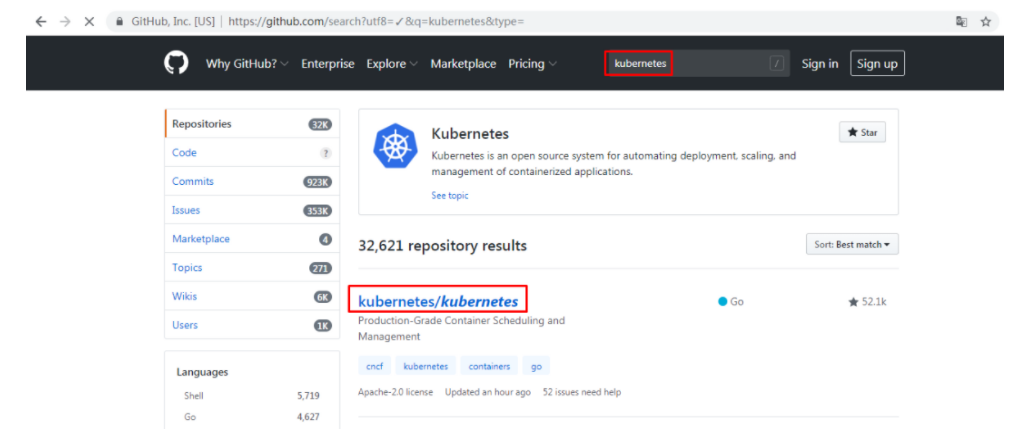 GitHub, Inc. [US] | https://github.com/search?utf8=✓&q=kubernetes&type=
Why GitHub? Enterprise Explore Marketplace Pricing kubernetes / Sign in Sign up
Repositories 32K
Code ?
Commits 923K
Issues 353K
Marketplace 4
Topics 271
Wikis 6K
Users 1K
Languages
Shell 5,719
Go 4,627
Kubernetes
Star
Kubernetes is an open source system for automating deployment, scaling, and
management of containerized applications.
See topic
32,621 repository results
Sort: Best match
kubernetes/kubernetes
Go
52.1k
Production-Grade Container Scheduling and
Management
cncf kubernetes containers go
Apache-2.0 license Updated an hour ago 52 issues need help